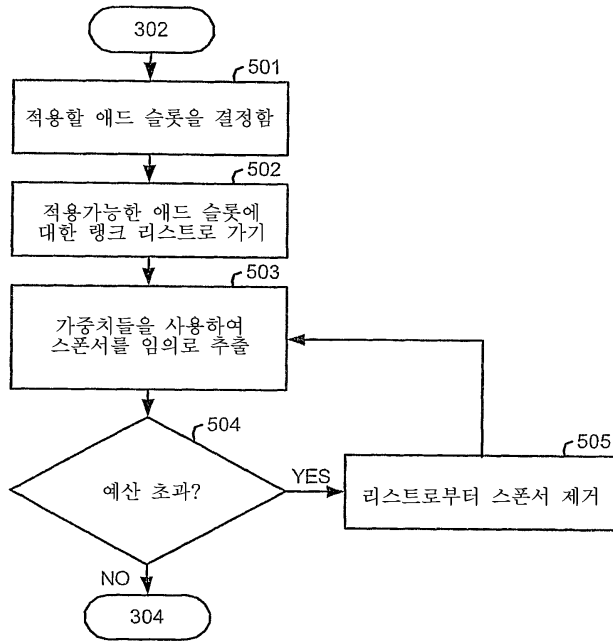 302
501
적용할 애드 슬롯을 결정함
502
적용가능한 애드 슬롯에
대한 랭크 리스트로 가기
503
가중치들을 사용하여
스폰서를 임의로 추출
504
예산 초과?
YES
505
리스트로부터 스폰서 제거
NO
304